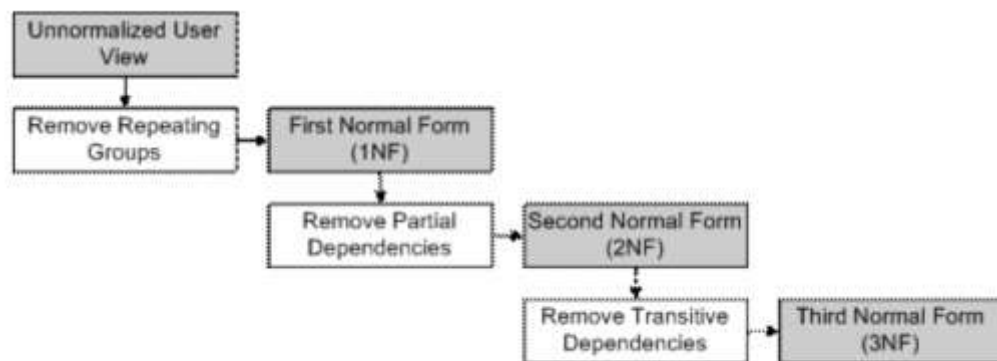 Unnormalized User
View
Remove Repeating
Groups
First Normal Form
(1NF)
Remove Partial
Dependencies
Second Normal Form
(2NF)
Remove Transitive
Dependencies
Third Normal Form
(3NF)